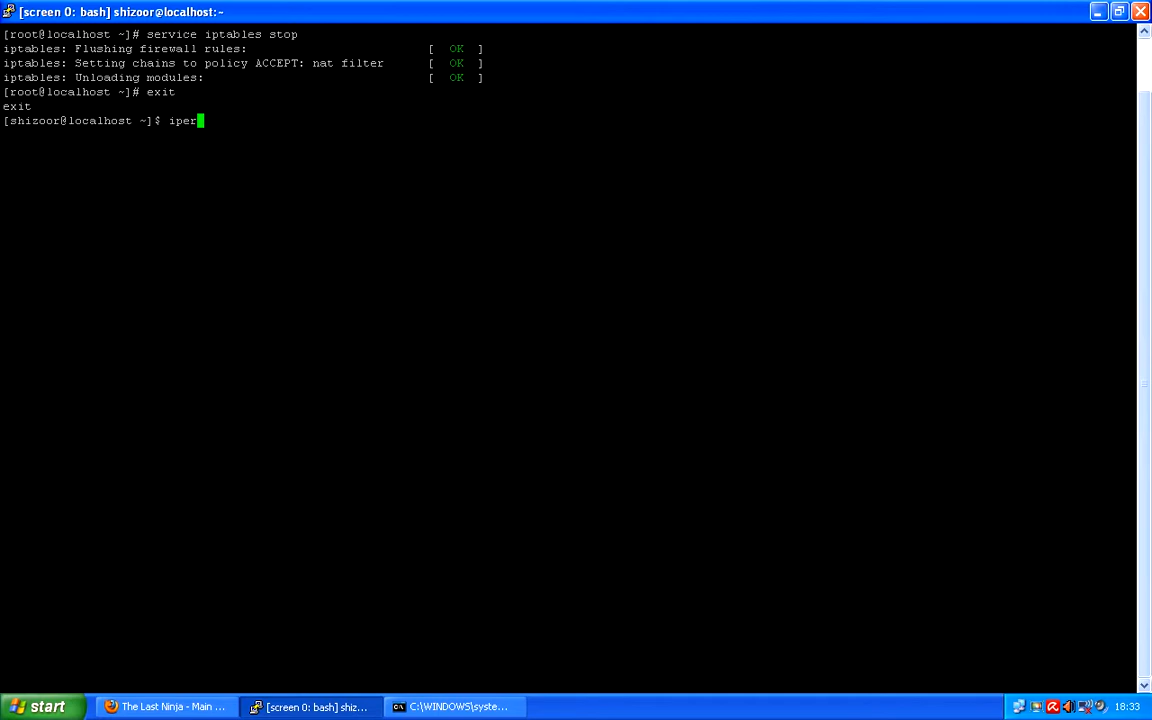 [screen 0: bash] shizoor@localhost:~
[root@localhost ~]# service iptables stop
iptables: Flushing firewall rules: [ OK ]
iptables: Setting chains to policy ACCEPT: nat filter [ OK ]
iptables: Unloading modules: [ OK ]
[root@localhost ~]# exit
exit
[shizoor@localhost ~]$ iper
start The Last Ninja - Main ... [screen 0: bash] shiz... C:\WINDOWS\syste... 18:33